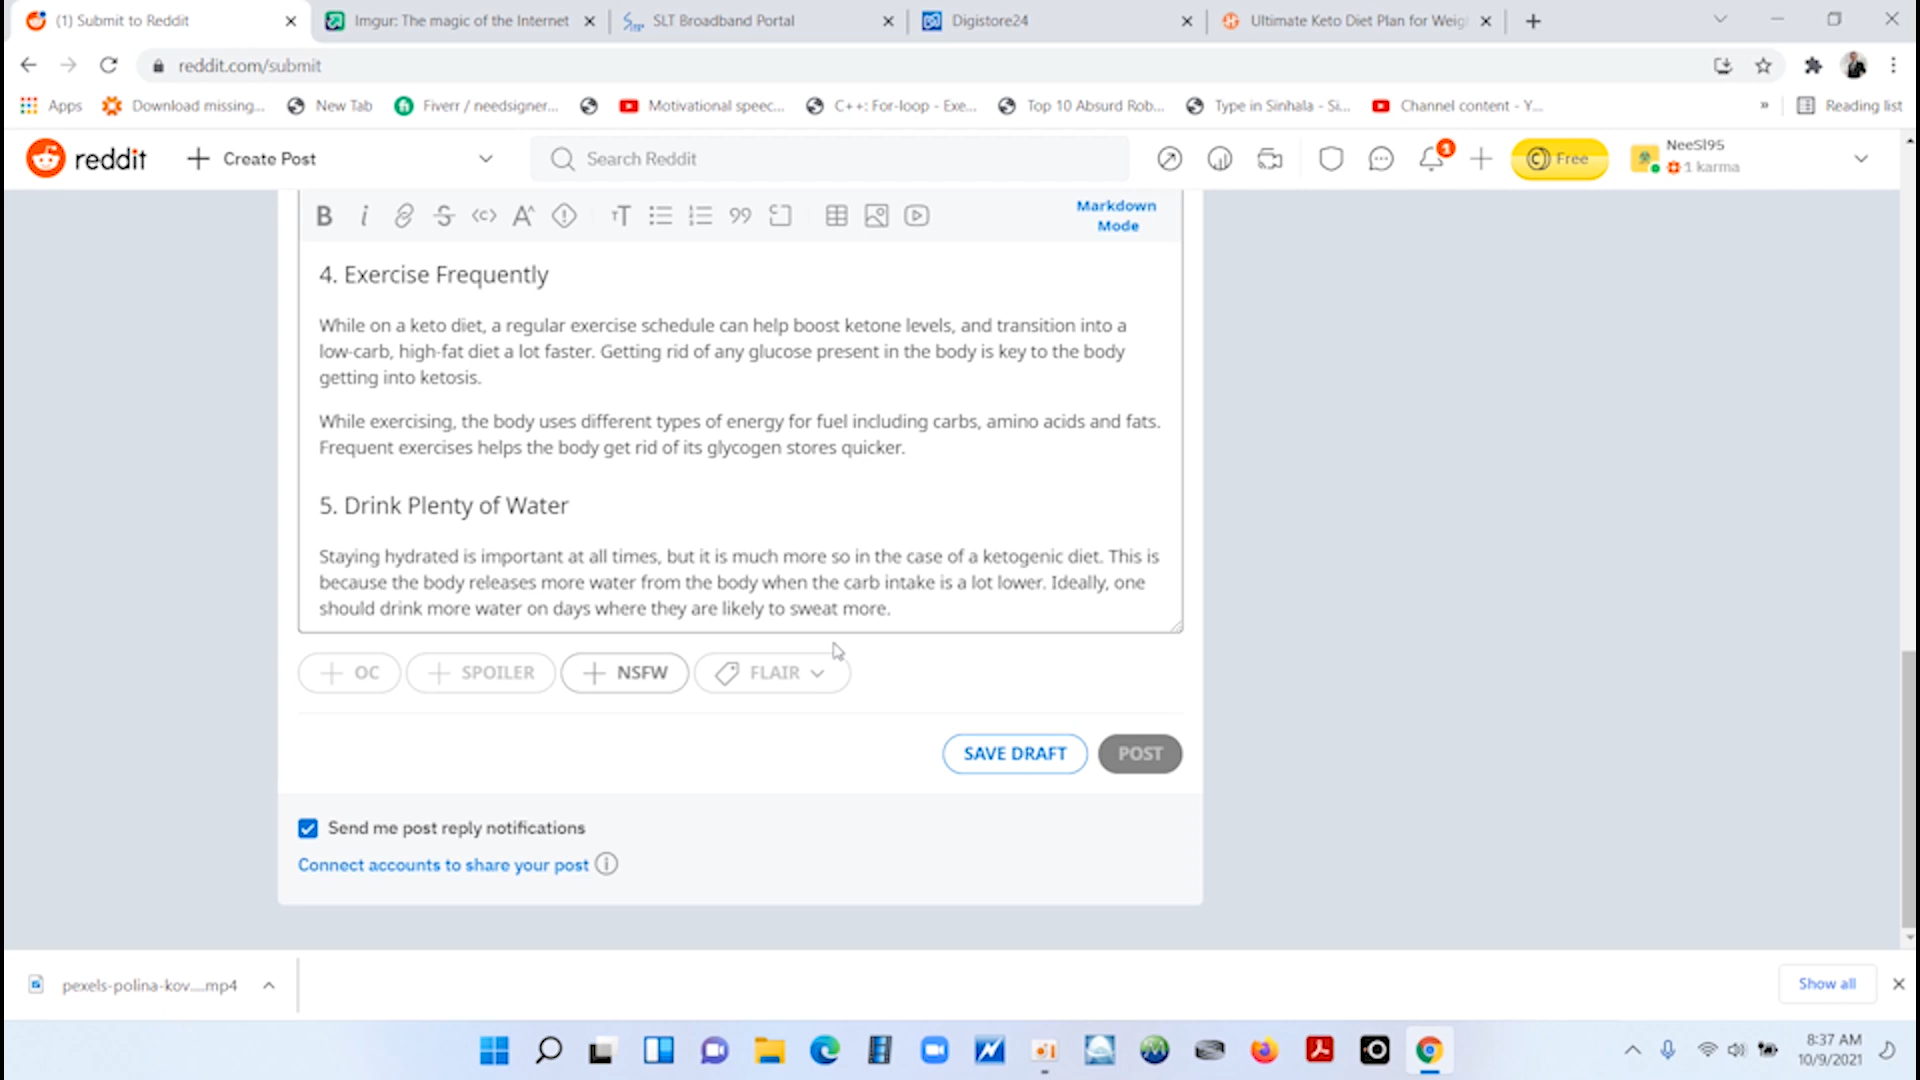 (1) Submit to Reddit
Imgur: The magic of the Internet
SLT Broadband Portal
Digistore24
Ultimate Keto Diet Plan for Weig
reddit.com/submit
Apps
Download missing...
New Tab
Fiverr / needsigner...
Motivational speec...
C++: For-loop - Exe...
Top 10 Absurd Rob...
Type in Sinhala - Si...
Channel content - Y...
»
Reading list
reddit
Create Post
Search Reddit
1
Free
NeeSl95
1 karma
Markdown
Mode
4. Exercise Frequently
While on a keto diet, a regular exercise schedule can help boost ketone levels, and transition into a
low-carb, high-fat diet a lot faster. Getting rid of any glucose present in the body is key to the body
getting into ketosis.
While exercising, the body uses different types of energy for fuel including carbs, amino acids and fats.
Frequent exercises helps the body get rid of its glycogen stores quicker.
5. Drink Plenty of Water
Staying hydrated is important at all times, but it is much more so in the case of a ketogenic diet. This is
because the body releases more water from the body when the carb intake is a lot lower. Ideally, one
should drink more water on days where they are likely to sweat more.
OC
SPOILER
NSFW
FLAIR
SAVE DRAFT
POST
Send me post reply notifications
Connect accounts to share your post
pexels-polina-kov....mp4
Show all
8:37 AM
10/9/2021